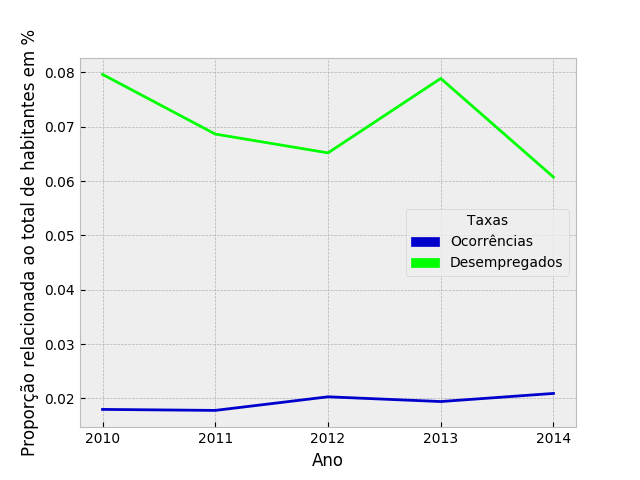 Proporção relacionada ao total de habitantes em %
0.08
0.07
0.06
0.05
0.04
0.03
0.02
Taxas
Ocorrências
Desempregados
2010 2011 2012 2013 2014
Ano